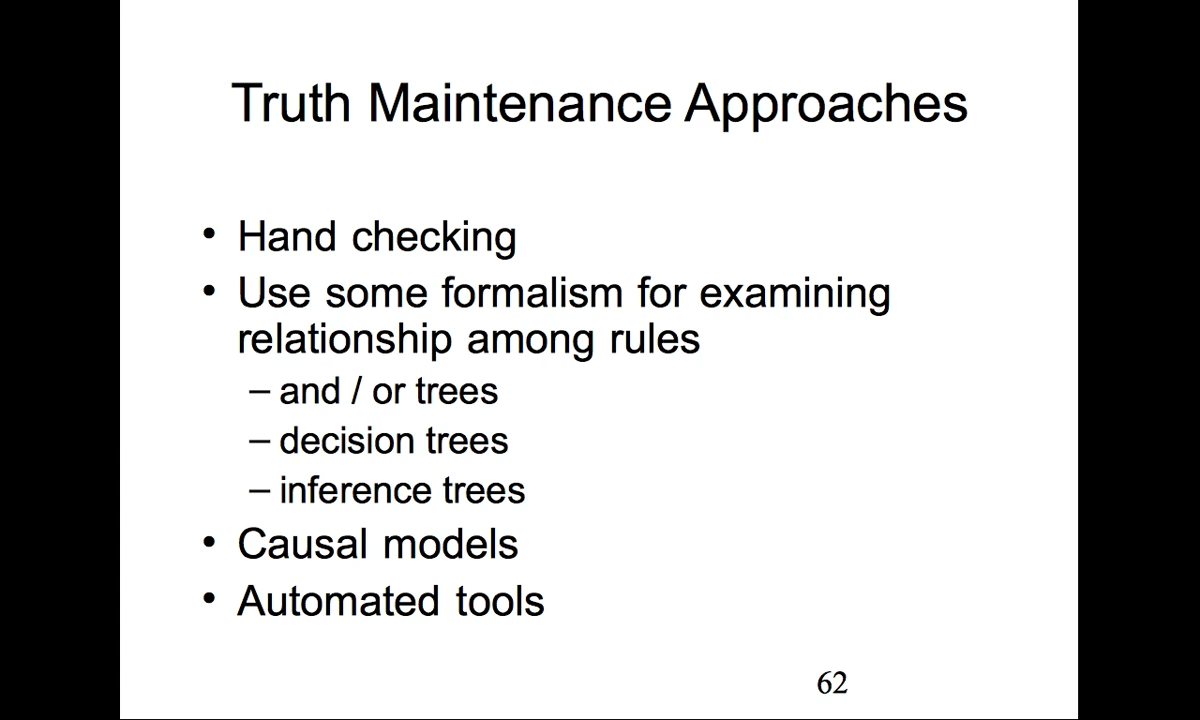 Truth Maintenance Approaches
• Hand checking
• Use some formalism for examining
relationship among rules
– and / or trees
– decision trees
– inference trees
• Causal models
• Automated tools
62